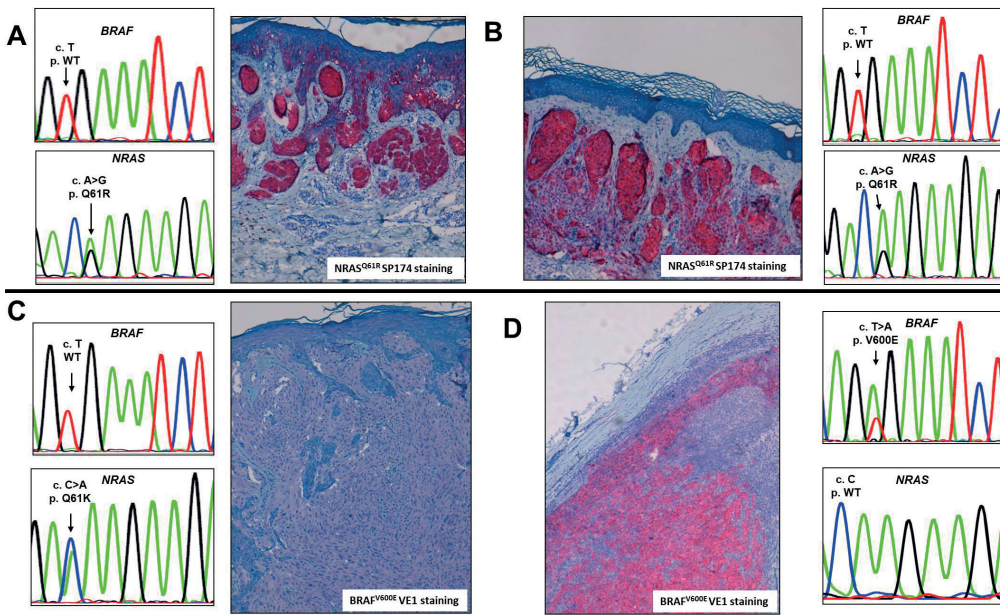 A
BRAF
c. T
p. WT
NRAS
c. A>G
p. Q61R
NRASQ61R SP174 staining
B
NRASQ61R SP174 staining
BRAF
c. T
p. WT
NRAS
c. A>G
p. Q61R
C
BRAF
c. T
WT
NRAS
c. C>A
p. Q61K
BRAFV600E VE1 staining
D
BRAFV600E VE1 staining
BRAF
c. T>A
p. V600E
c. C
p. WT
NRAS